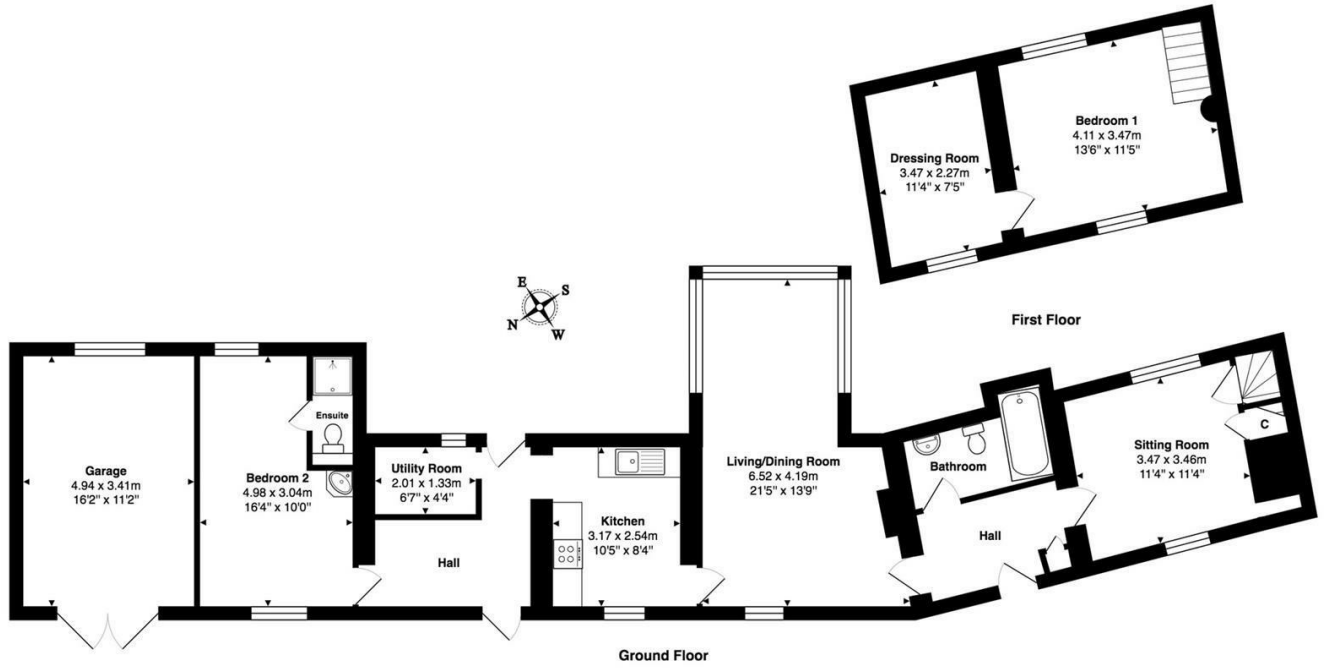 Bedroom 1
4.11 x 3.47m
13'6" x 11'5"
Dressing Room
3.47 x 2.27m
11'4" x 7'5"
First Floor
E
S
N
W
Garage
4.94 x 3.41m
16'2" x 11'2"
Bedroom 2
4.98 x 3.04m
16'4" x 10'0"
Ensuite
Utility Room
2.01 x 1.33m
6'7" x 4'4"
Hall
Kitchen
3.17 x 2.54m
10'5" x 8'4"
Living/Dining Room
6.52 x 4.19m
21'5" x 13'9"
Bathroom
Hall
Sitting Room
3.47 x 3.46m
11'4" x 11'4"
C
Ground Floor